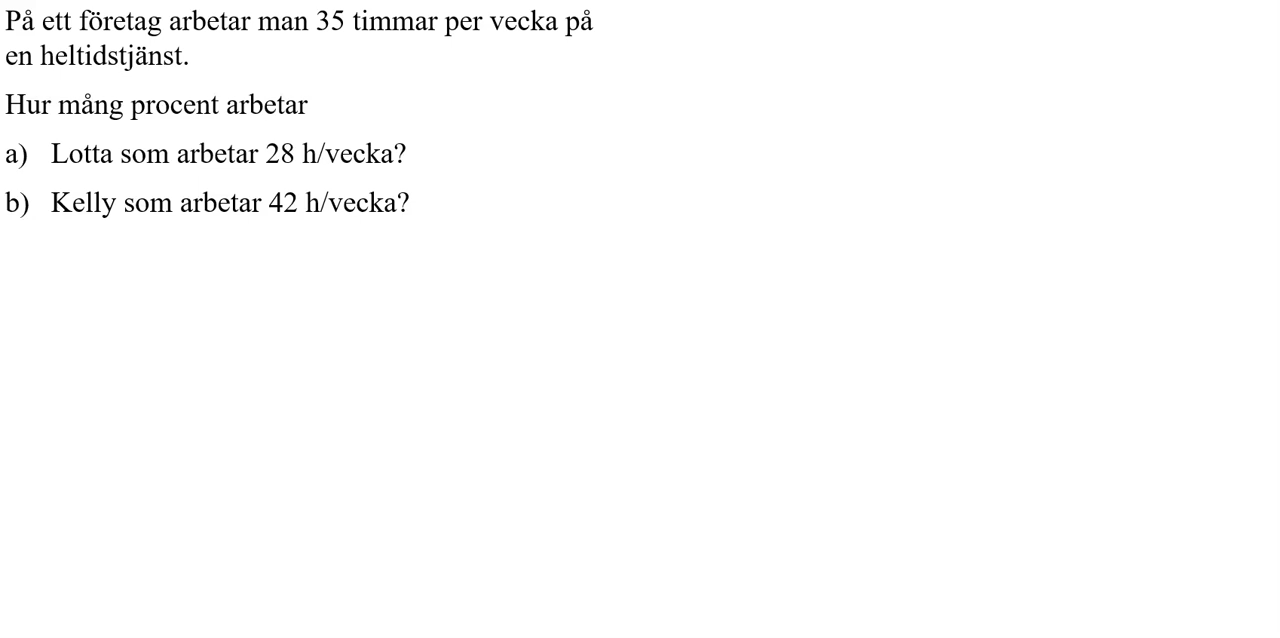 På ett företag arbetar man 35 timmar per vecka på
en heltidstjänst.
Hur mång procent arbetar
a) Lotta som arbetar 28 h/vecka?
b) Kelly som arbetar 42 h/vecka?